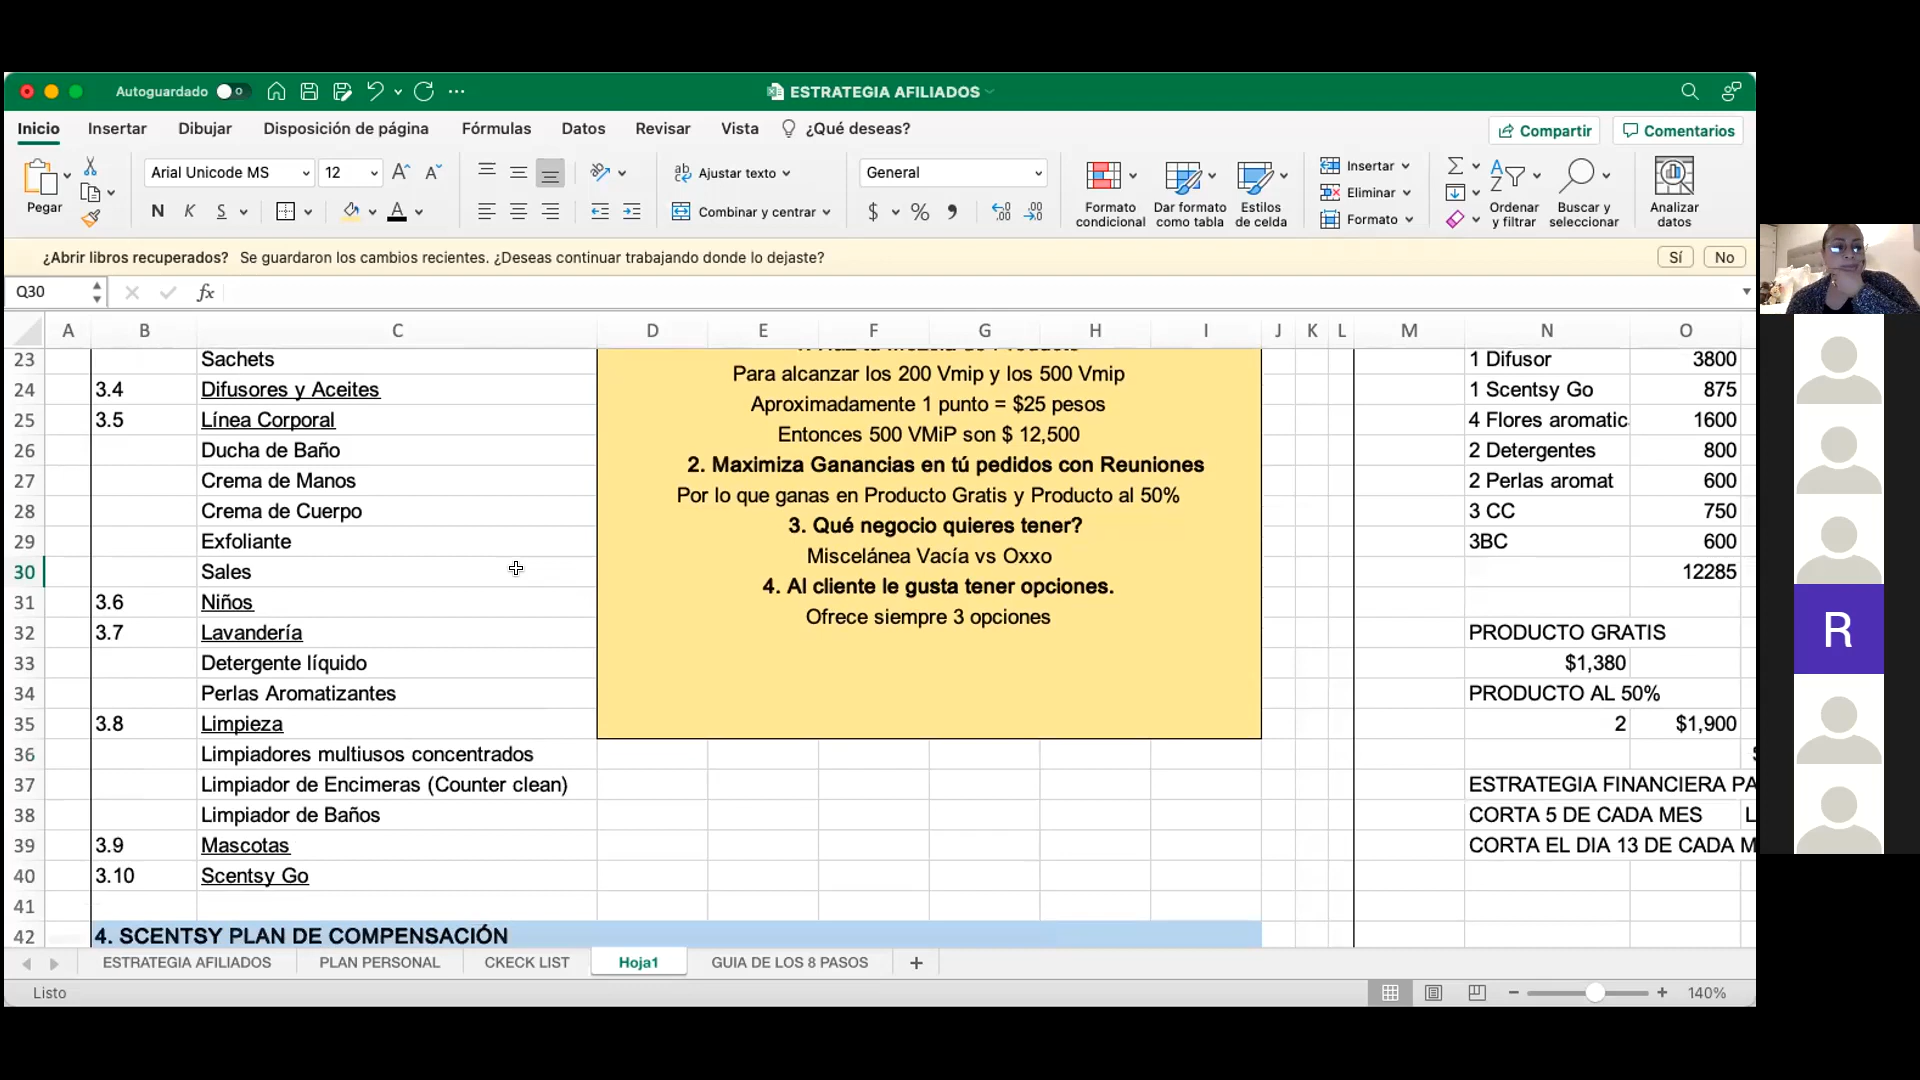 Autoguardado
ESTRATEGIA AFILIADOS
Inicio Insertar Dibujar Disposición de página Fórmulas Datos Revisar Vista ¿Qué deseas? Compartir Comentarios
Pegar
Arial Unicode MS 12
N K S
Ajustar texto
Combinar y centrar
General
$ %
Formato condicional
Dar formato como tabla
Estilos de celda
Insertar
Eliminar
Formato
Ordenar y filtrar
Buscar y seleccionar
Analizar datos
¿Abrir libros recuperados? Se guardaron los cambios recientes. ¿Deseas continuar trabajando donde lo dejaste? Sí No
Q30 fx
A B C D E F G H I J K L M N O
23 Sachets 1 Difusor 3800
24 3.4 Difusores y Aceites Para alcanzar los 200 Vmip y los 500 Vmip 1 Scentsy Go 875
25 3.5 Línea Corporal Aproximadamente 1 punto = $25 pesos 4 Flores aromatic 1600
26 Ducha de Baño Entonces 500 VMiP son $ 12,500 2 Detergentes 800
27 Crema de Manos 2. Maximiza Ganancias en tú pedidos con Reuniones 2 Perlas aromat 600
28 Crema de Cuerpo Por lo que ganas en Producto Gratis y Producto al 50% 3 CC 750
29 Exfoliante 3. Qué negocio quieres tener? 3BC 600
30 Sales Miscelánea Vacía vs Oxxo 12285
31 3.6 Niños 4. Al cliente le gusta tener opciones.
32 3.7 Lavandería Ofrece siempre 3 opciones PRODUCTO GRATIS
33 Detergente líquido $1,380
34 Perlas Aromatizantes PRODUCTO AL 50%
35 3.8 Limpieza 2 $1,900
36 Limpiadores multiusos concentrados
37 Limpiador de Encimeras (Counter clean) ESTRATEGIA FINANCIERA PA
38 Limpiador de Baños CORTA 5 DE CADA MES L
39 3.9 Mascotas CORTA EL DIA 13 DE CADA M
40 3.10 Scentsy Go
41
42 4. SCENTSY PLAN DE COMPENSACIÓN
ESTRATEGIA AFILIADOS PLAN PERSONAL CKECK LIST Hoja1 GUIA DE LOS 8 PASOS +
Listo 140%
R